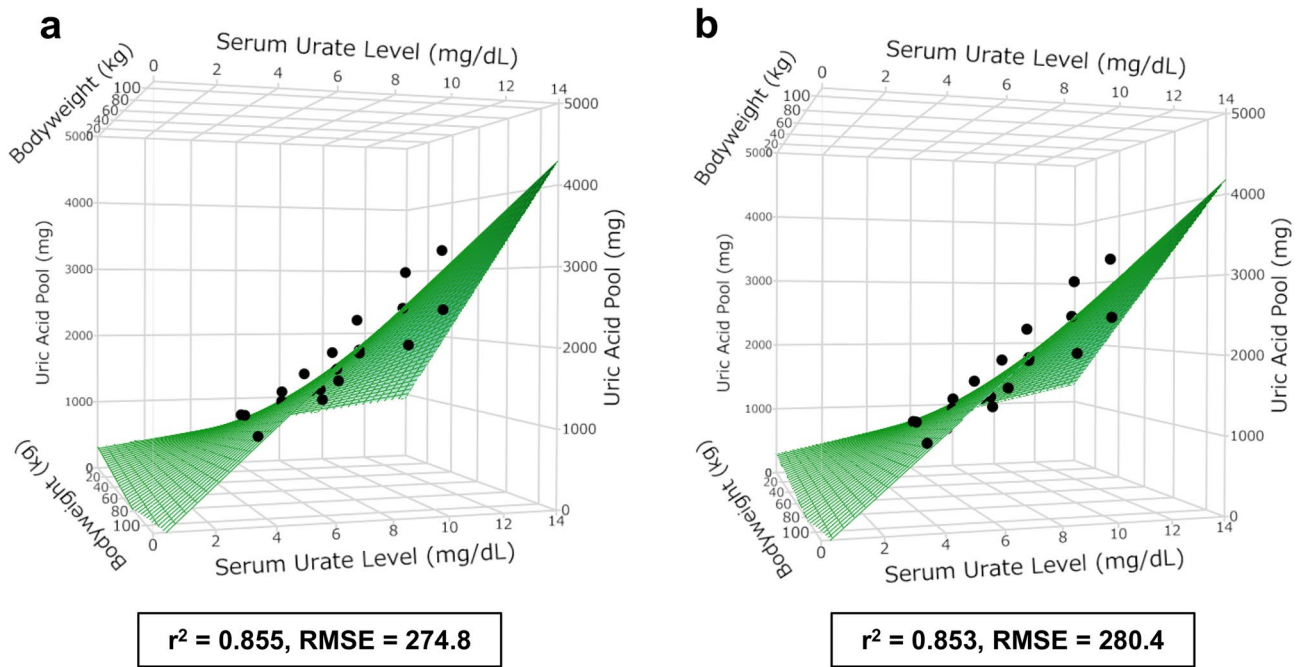 a
Serum Urate Level (mg/dL)
0 2 4 6 8 10 12 14
Bodyweight (kg)
100
80
60
40
20
5000
4000
3000
2000
1000
0
Uric Acid Pool (mg)
5000
4000
3000
2000
1000
0
Uric Acid Pool (mg)
20
40
60
80
100
Bodyweight (kg)
0 2 4 6 8 10 12 14
Serum Urate Level (mg/dL)
r² = 0.855, RMSE = 274.8
b
Serum Urate Level (mg/dL)
0 2 4 6 8 10 12 14
Bodyweight (kg)
100
80
60
40
20
5000
4000
3000
2000
1000
0
Uric Acid Pool (mg)
5000
4000
3000
2000
1000
0
Uric Acid Pool (mg)
20
40
60
80
100
Bodyweight (kg)
0 2 4 6 8 10 12 14
Serum Urate Level (mg/dL)
r² = 0.853, RMSE = 280.4